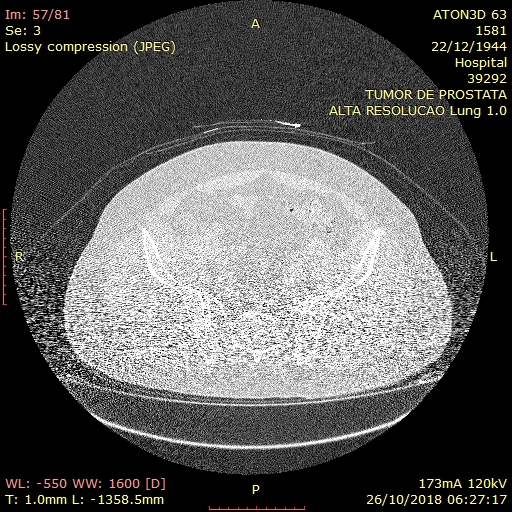 Im: 57/81
Se: 3
Lossy compression (JPEG)
A
ATON3D 63
1581
22/12/1944
Hospital
39292
TUMOR DE PROSTATA
ALTA RESOLUCAO Lung 1.0
R
L
WL: -550 WW: 1600 [D]
T: 1.0mm L: -1358.5mm
P
173mA 120kV
26/10/2018 06:27:17